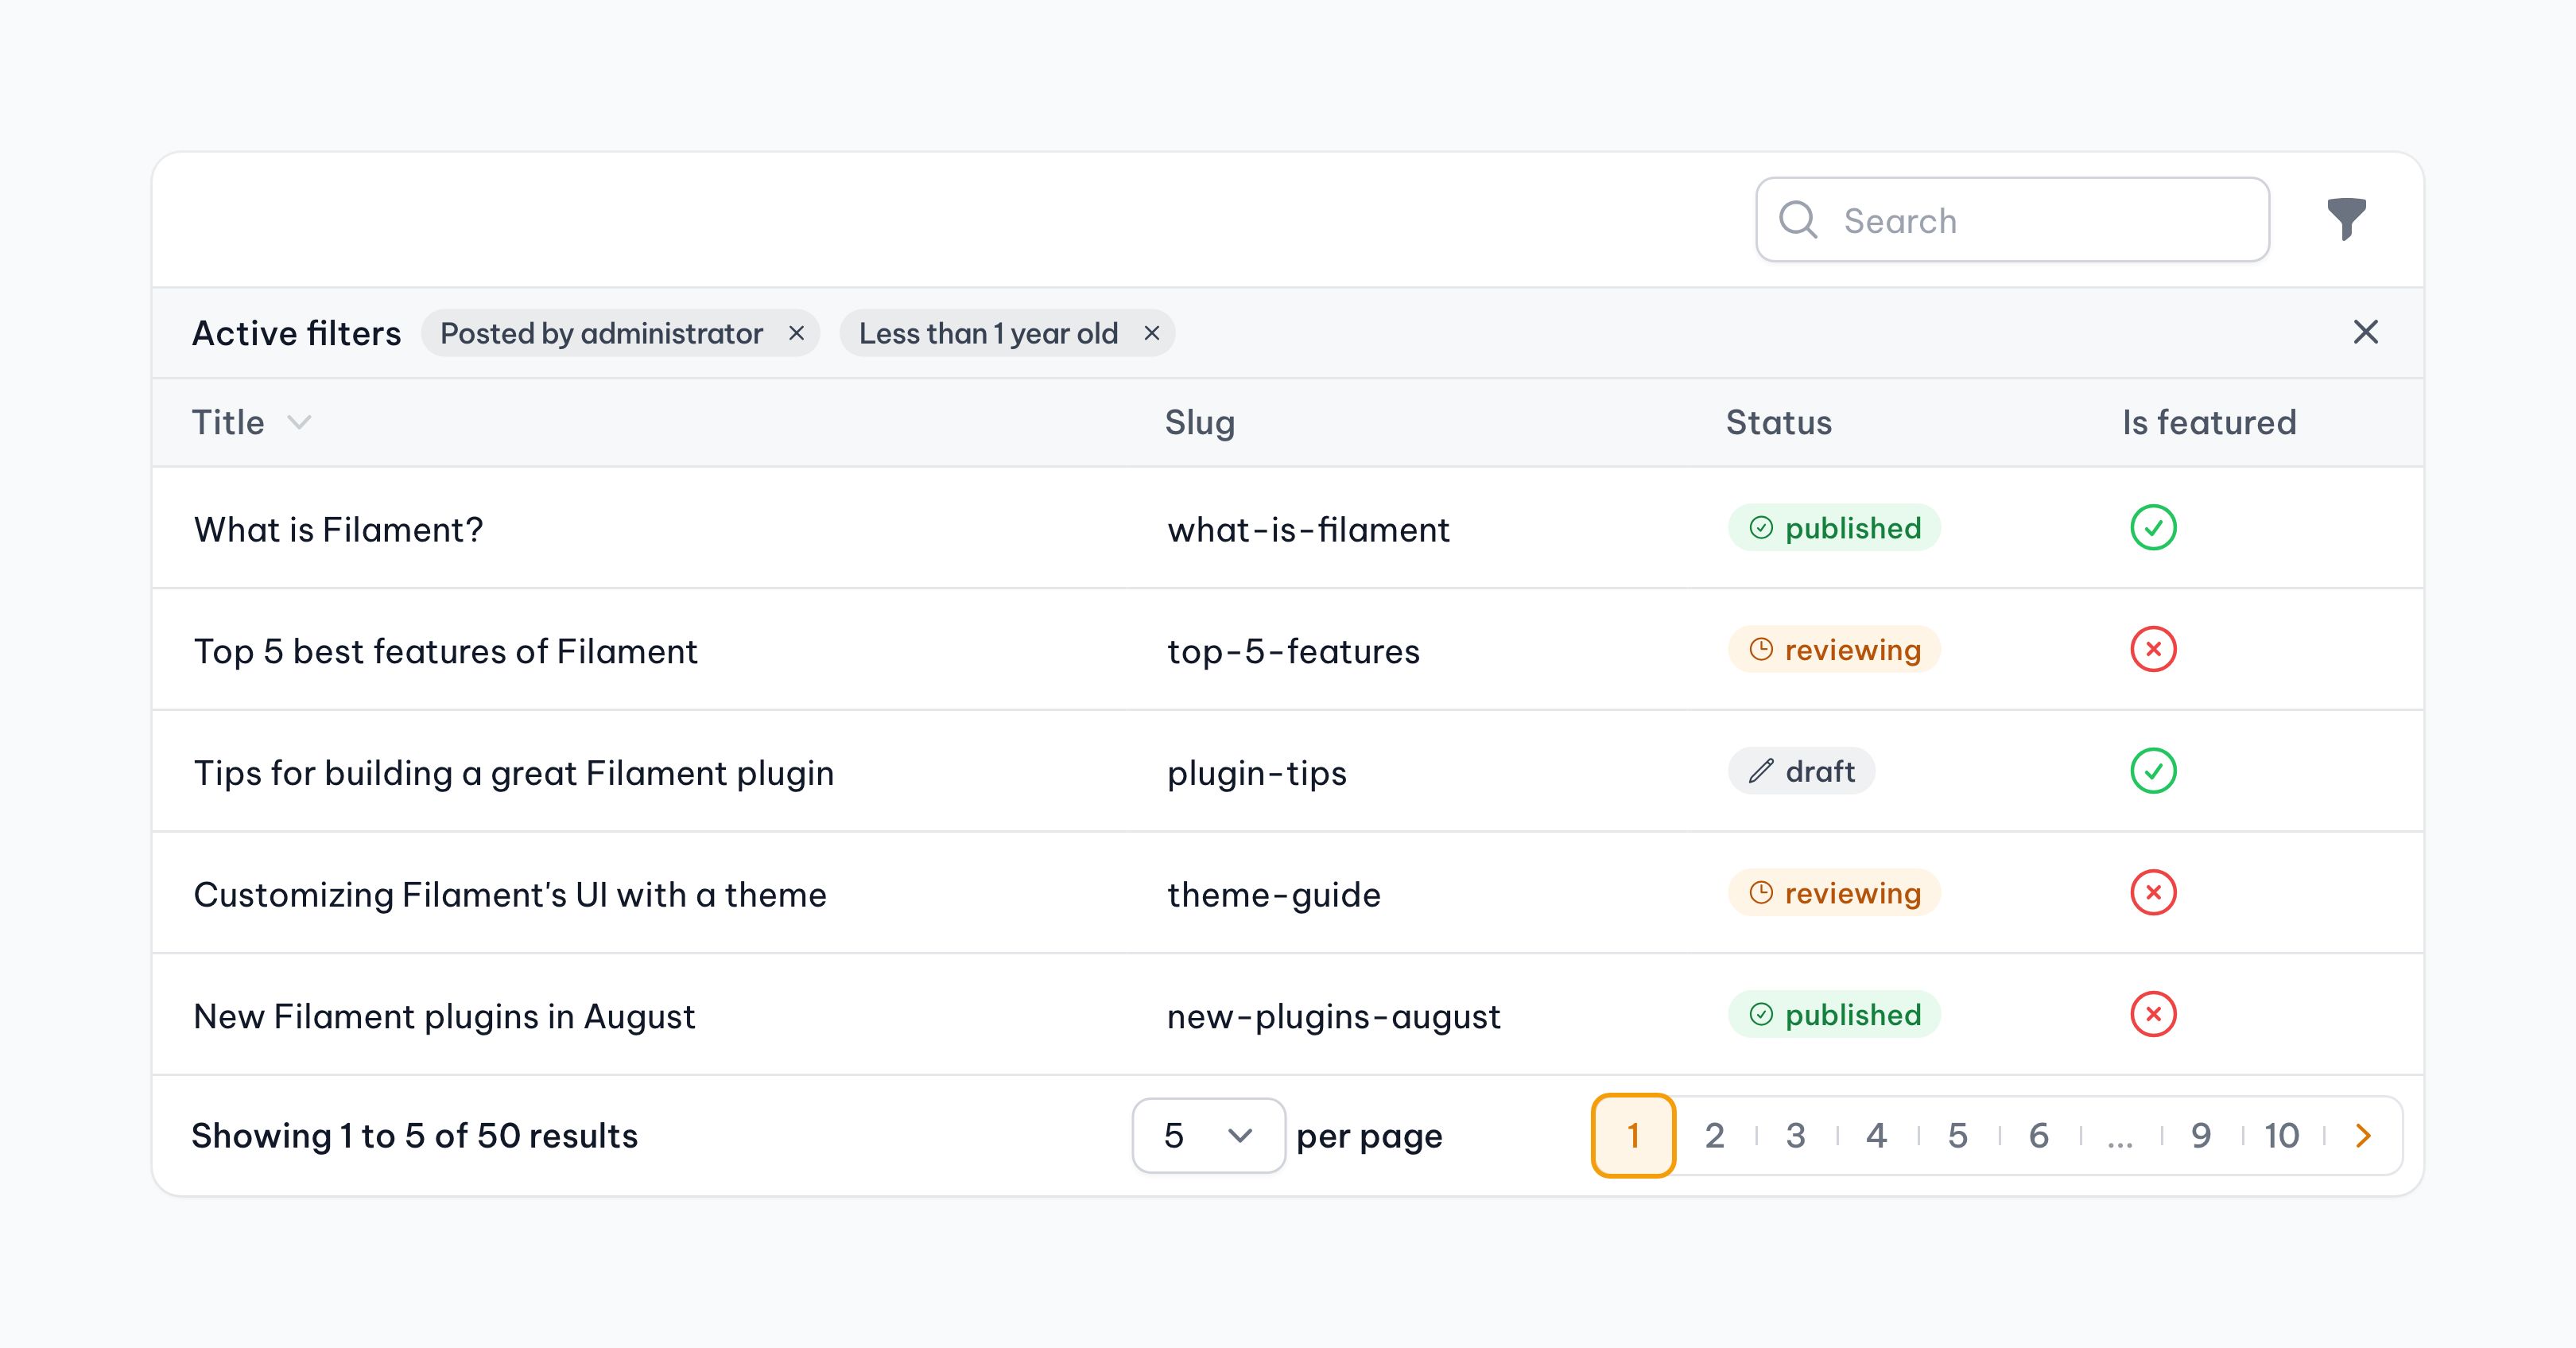 Search
Active filters Posted by administrator Less than 1 year old
Title Slug Status Is featured
What is Filament? what-is-filament published
Top 5 best features of Filament top-5-features reviewing
Tips for building a great Filament plugin plugin-tips draft
Customizing Filament's UI with a theme theme-guide reviewing
New Filament plugins in August new-plugins-august published
Showing 1 to 5 of 50 results 5 per page 1 2 3 4 5 6 ... 9 10